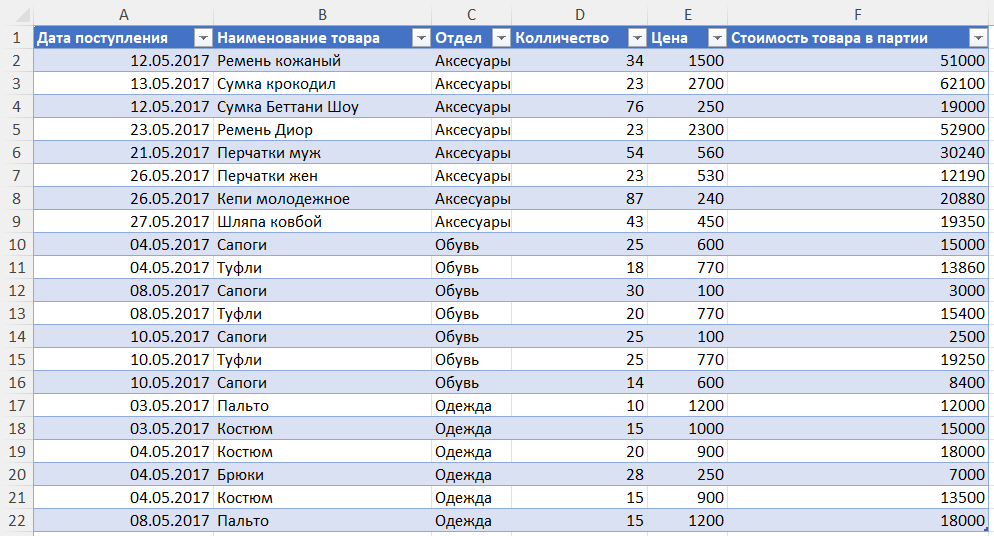 A B C D E F
1 Дата поступления Наименование товара Отдел Колличество Цена Стоимость товара в партии
2 12.05.2017 Ремень кожаный Аксесуары 34 1500 51000
3 13.05.2017 Сумка крокодил Аксесуары 23 2700 62100
4 12.05.2017 Сумка Беттани Шоу Аксесуары 76 250 19000
5 23.05.2017 Ремень Диор Аксесуары 23 2300 52900
6 21.05.2017 Перчатки муж Аксесуары 54 560 30240
7 26.05.2017 Перчатки жен Аксесуары 23 530 12190
8 26.05.2017 Кепи молодежное Аксесуары 87 240 20880
9 27.05.2017 Шляпа ковбой Аксесуары 43 450 19350
10 04.05.2017 Сапоги Обувь 25 600 15000
11 04.05.2017 Туфли Обувь 18 770 13860
12 08.05.2017 Сапоги Обувь 30 100 3000
13 08.05.2017 Туфли Обувь 20 770 15400
14 10.05.2017 Сапоги Обувь 25 100 2500
15 10.05.2017 Туфли Обувь 25 770 19250
16 10.05.2017 Сапоги Обувь 14 600 8400
17 03.05.2017 Пальто Одежда 10 1200 12000
18 03.05.2017 Костюм Одежда 15 1000 15000
19 04.05.2017 Костюм Одежда 20 900 18000
20 04.05.2017 Брюки Одежда 28 250 7000
21 04.05.2017 Костюм Одежда 15 900 13500
22 08.05.2017 Пальто Одежда 15 1200 18000